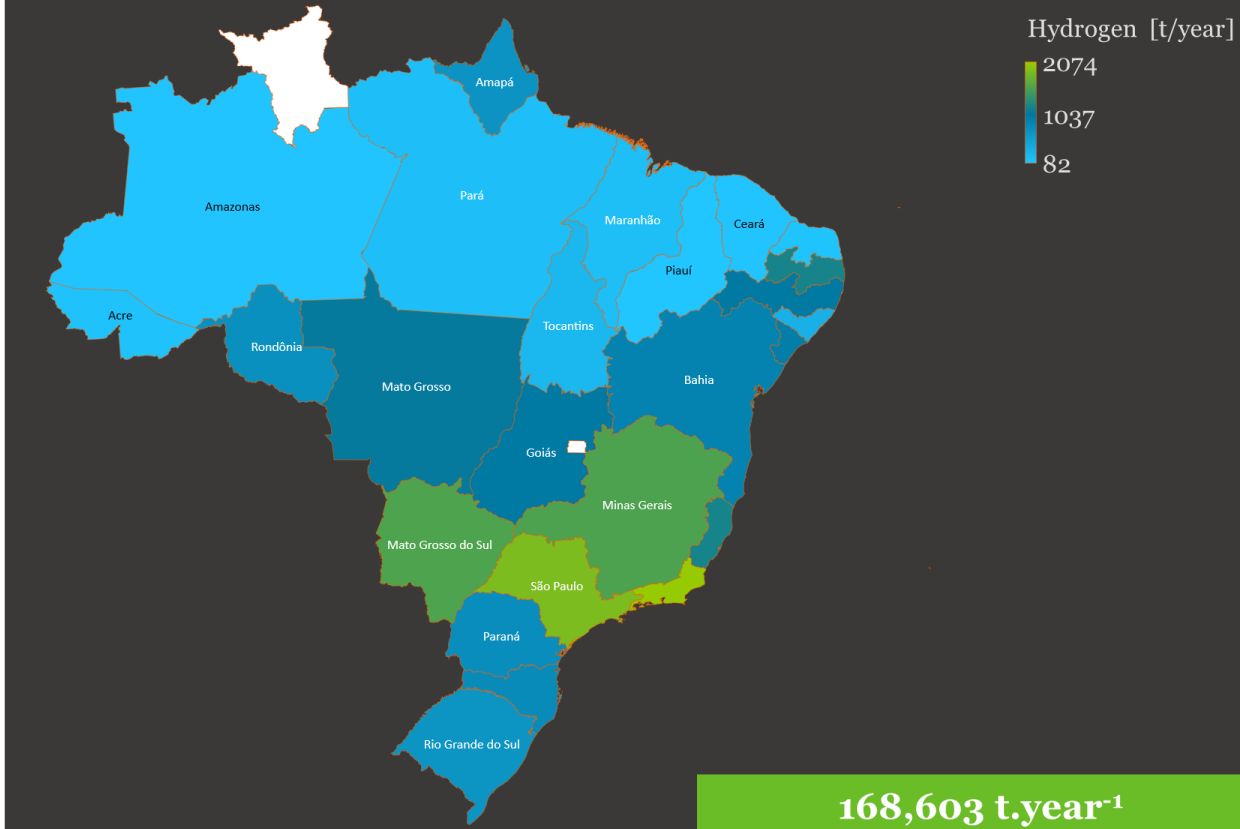 Hydrogen [t/year]
2074
1037
82
Amapá
Pará
Amazonas
Maranhão
Ceará
Piauí
Acre
Tocantins
Rondônia
Mato Grosso
Bahia
Goiás
Minas Gerais
Mato Grosso do Sul
São Paulo
Paraná
Rio Grande do Sul
168,603 t.year⁻¹